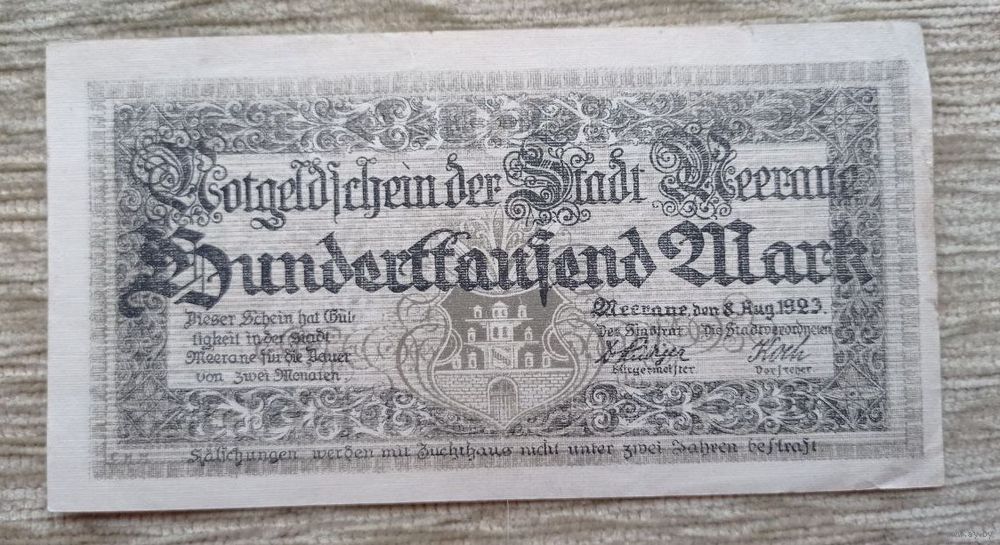 Notgeldschein der Stadt Meerane
Hunderttausend Mark
Dieser Schein hat Gül-
tigkeit in der Stadt
Meerane für die Dauer
von zwei Monaten
Meerane, den 8. Aug. 1923.
Der Stadtrat Die Stadtverordneten
Koch
Bürgermeister Vorsteher
Fälschungen werden mit Zuchthaus nicht unter zwei Jahren bestraft